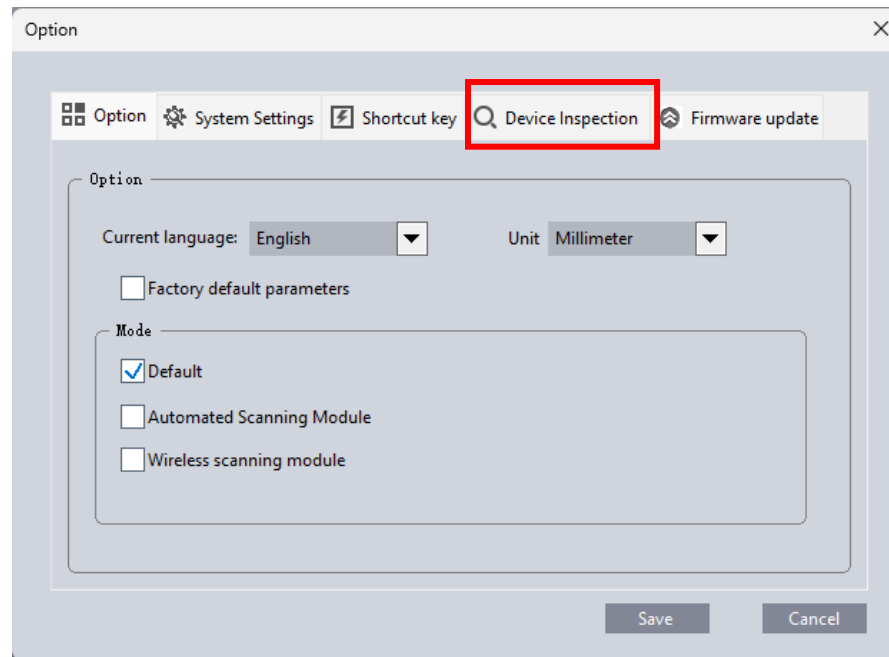 Option
Option System Settings Shortcut key Device Inspection Firmware update
Option
Current language: English Unit Millimeter
Factory default parameters
Mode
Default
Automated Scanning Module
Wireless scanning module
Save Cancel